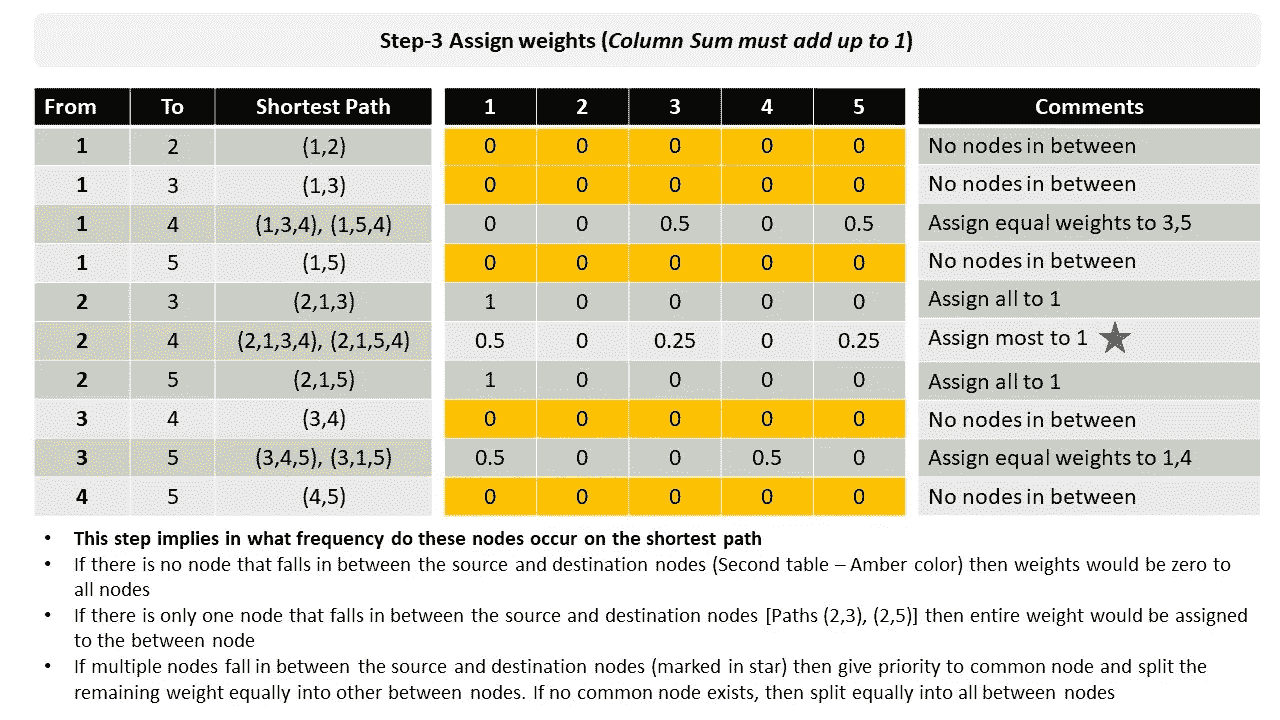 Step-3 Assign weights (Column Sum must add up to 1)
From To Shortest Path 1 2 3 4 5 Comments
1 2 (1,2) 0 0 0 0 0 No nodes in between
1 3 (1,3) 0 0 0 0 0 No nodes in between
1 4 (1,3,4), (1,5,4) 0 0 0.5 0 0.5 Assign equal weights to 3,5
1 5 (1,5) 0 0 0 0 0 No nodes in between
2 3 (2,1,3) 1 0 0 0 0 Assign all to 1
2 4 (2,1,3,4), (2,1,5,4) 0.5 0 0.25 0 0.25 Assign most to 1
2 5 (2,1,5) 1 0 0 0 0 Assign all to 1
3 4 (3,4) 0 0 0 0 0 No nodes in between
3 5 (3,4,5), (3,1,5) 0.5 0 0 0.5 0 Assign equal weights to 1,4
4 5 (4,5) 0 0 0 0 0 No nodes in between
• This step implies in what frequency do these nodes occur on the shortest path
• If there is no node that falls in between the source and destination nodes (Second table – Amber color) then weights would be zero to
all nodes
• If there is only one node that falls in between the source and destination nodes [Paths (2,3), (2,5)] then entire weight would be assigned
to the between node
• If multiple nodes fall in between the source and destination nodes (marked in star) then give priority to common node and split the
remaining weight equally into other between nodes. If no common node exists, then split equally into all between nodes